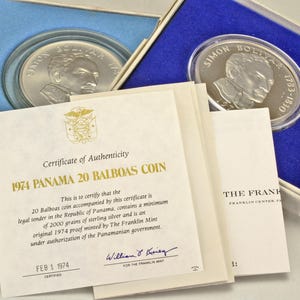 SIMON BOLIVAR
SIMON BOLIVAR 1783-1830
Certificate of Authenticity
1974 PANAMA 20 BALBOAS COIN
This is to certify that the
20 Balboas coin accompanied by this certificate is
legal tender in the Republic of Panama, contains a minimum
of 2000 grains of sterling silver and is an
original 1974 proof minted by The Franklin Mint
under authorization of the Panamanian government.
FEB 1 1974
CERTIFIED
FOR THE FRANKLIN MINT
THE FRANK
FRANKLIN CENTER, P